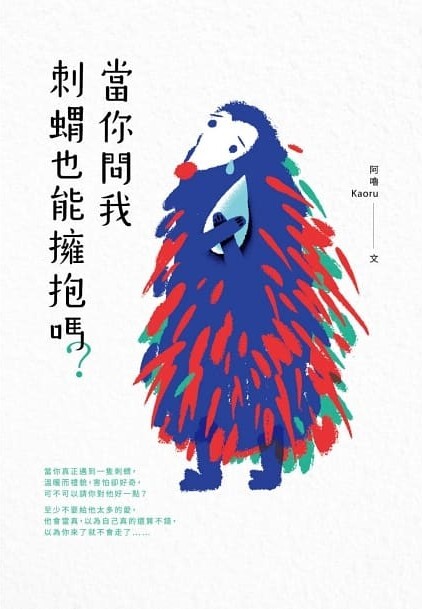 當你問我
刺蝟也能擁抱嗎？
阿嚕
Kaoru
文
當你真正遇到一隻刺蝟，
溫暖而禮貌，害怕卻好奇，
可不可以請你對他好一點？
至少不要給他太多的愛，
他會當真，以為自己真的還算不錯，
以為你來了就不會走了……